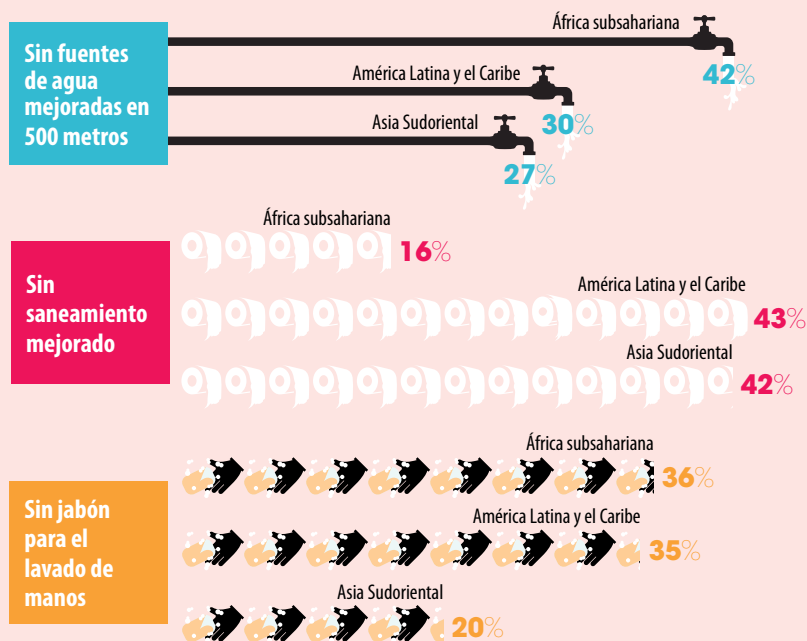 Sin fuentes
de agua
mejoradas en
500 metros
África subsahariana
42%
América Latina y el Caribe
30%
Asia Sudoriental
27%
Sin
saneamiento
mejorado
África subsahariana
16%
América Latina y el Caribe
43%
Asia Sudoriental
42%
Sin jabón
para el
lavado de
manos
África subsahariana
36%
América Latina y el Caribe
35%
Asia Sudoriental
20%